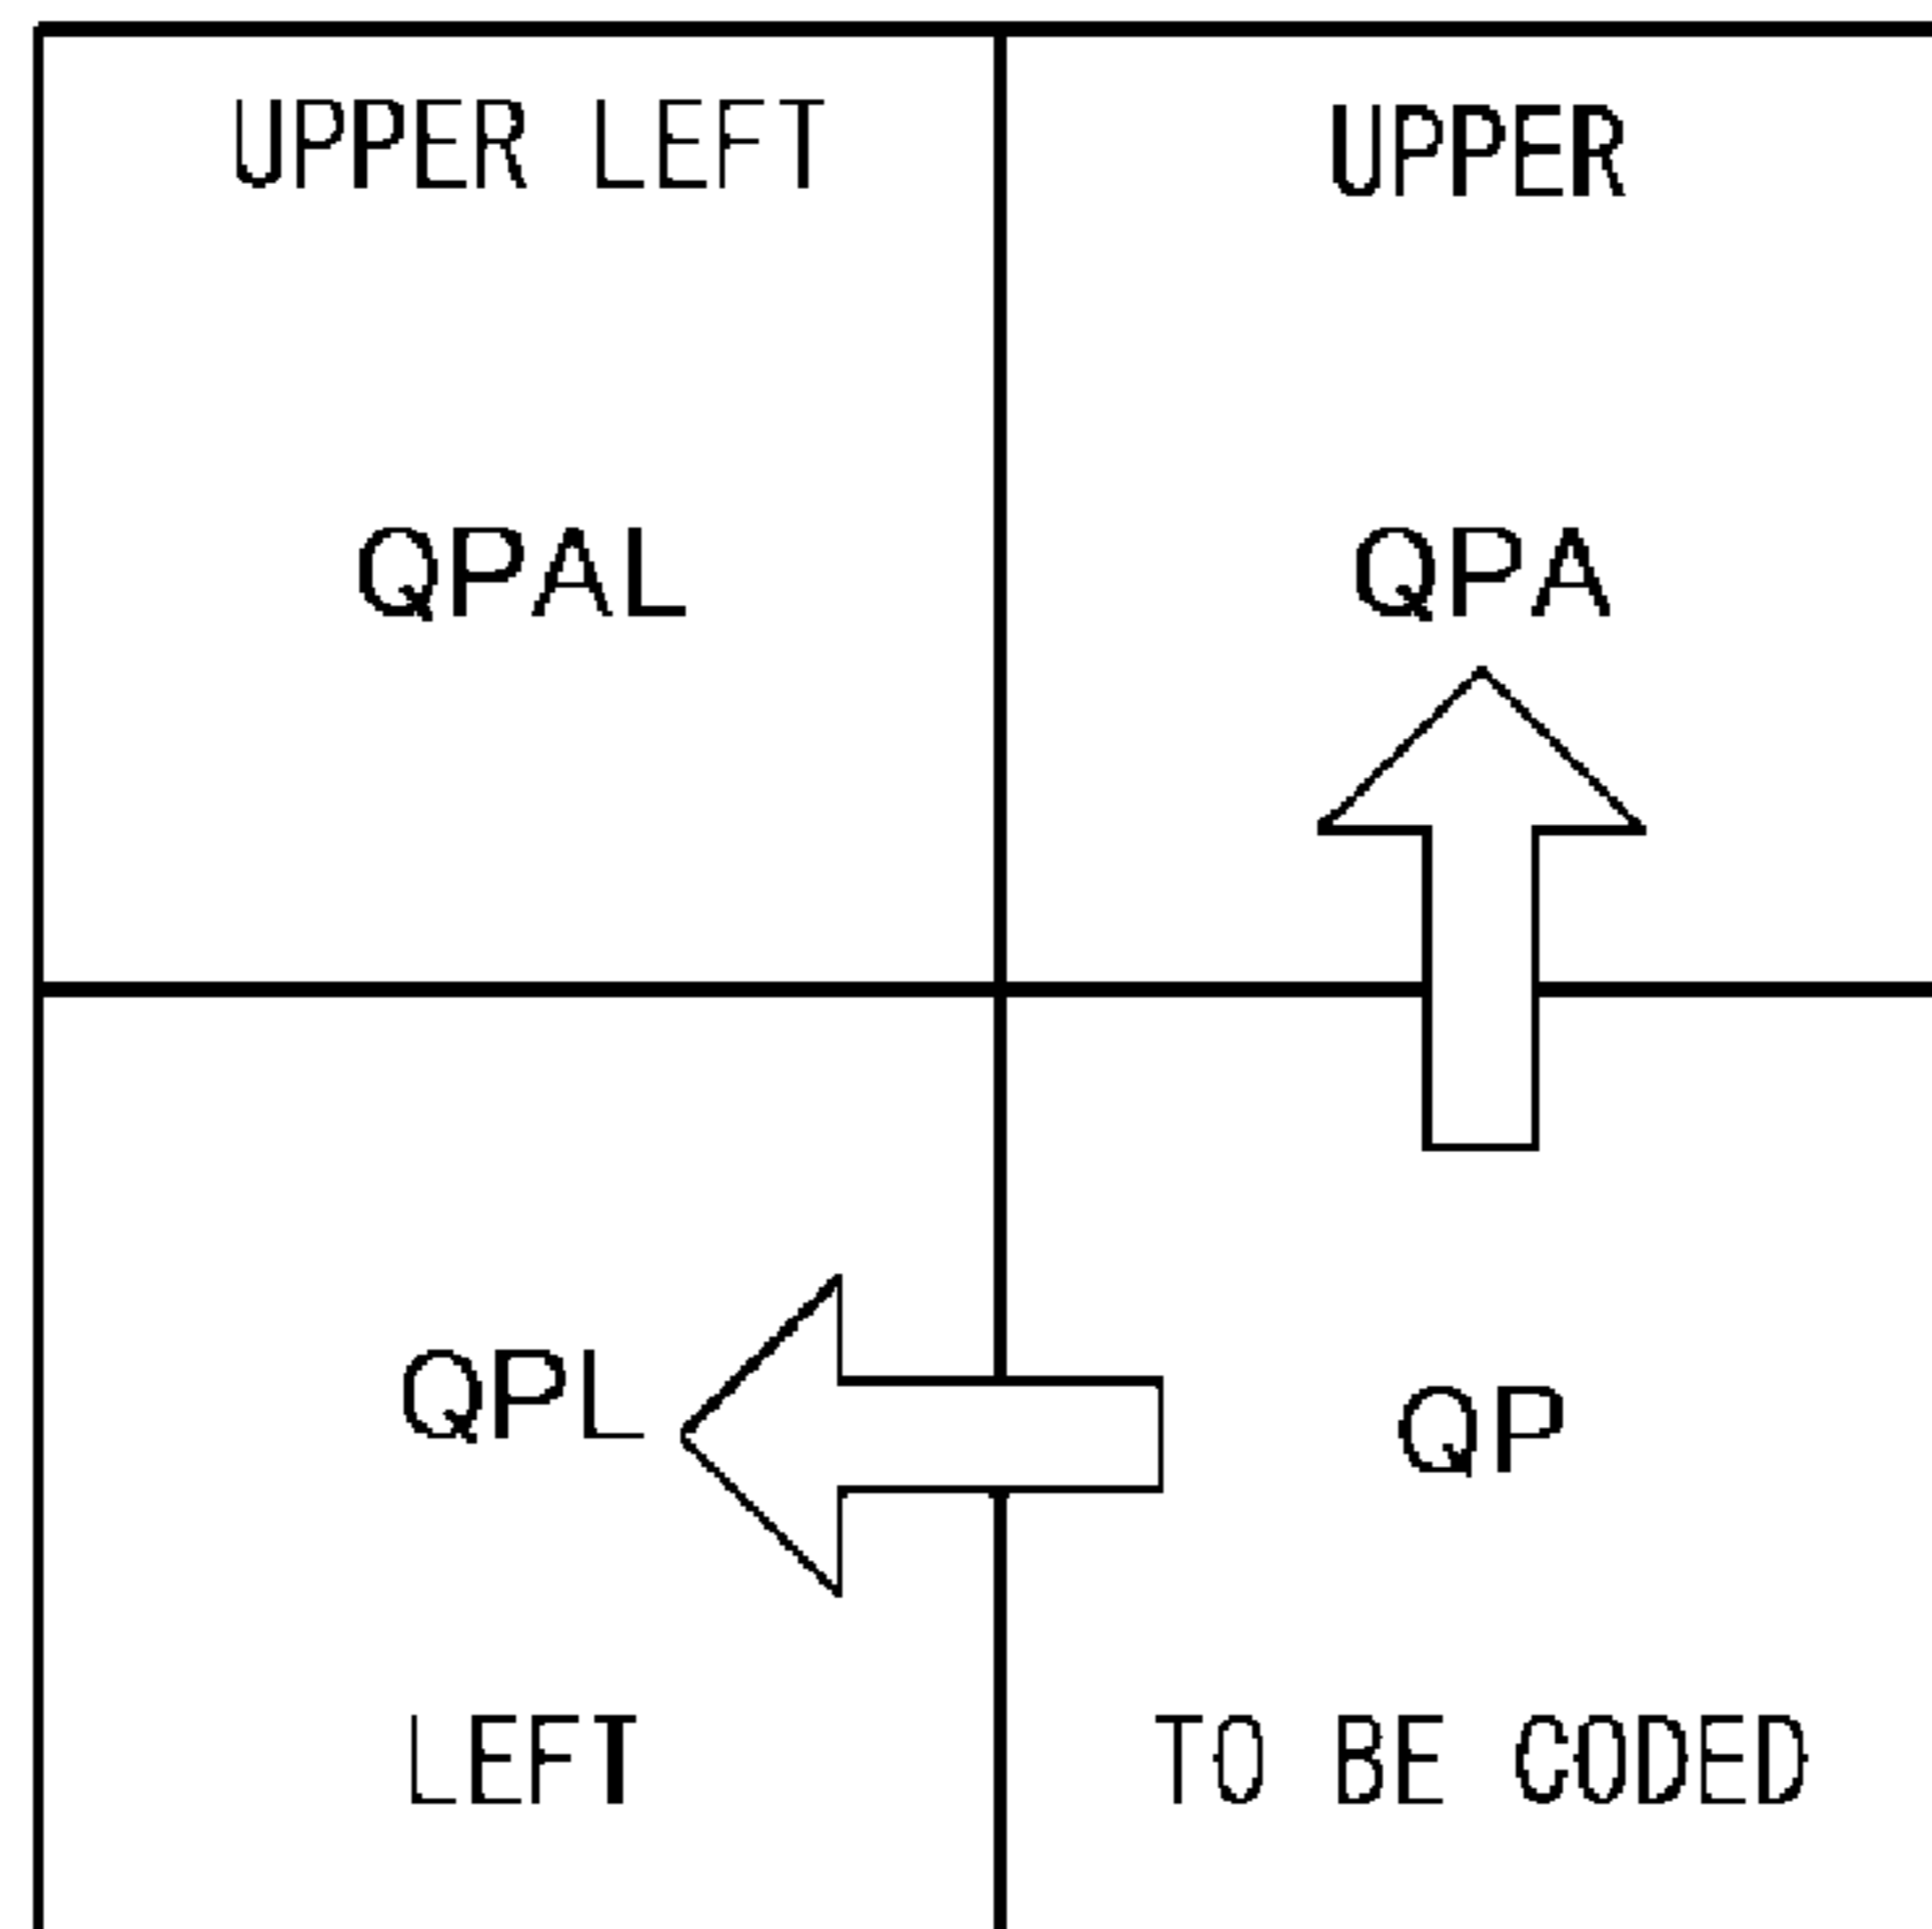 UPPER LEFT
UPPER
QPAL
QPA
QPL
QP
LEFT
TO BE CODED